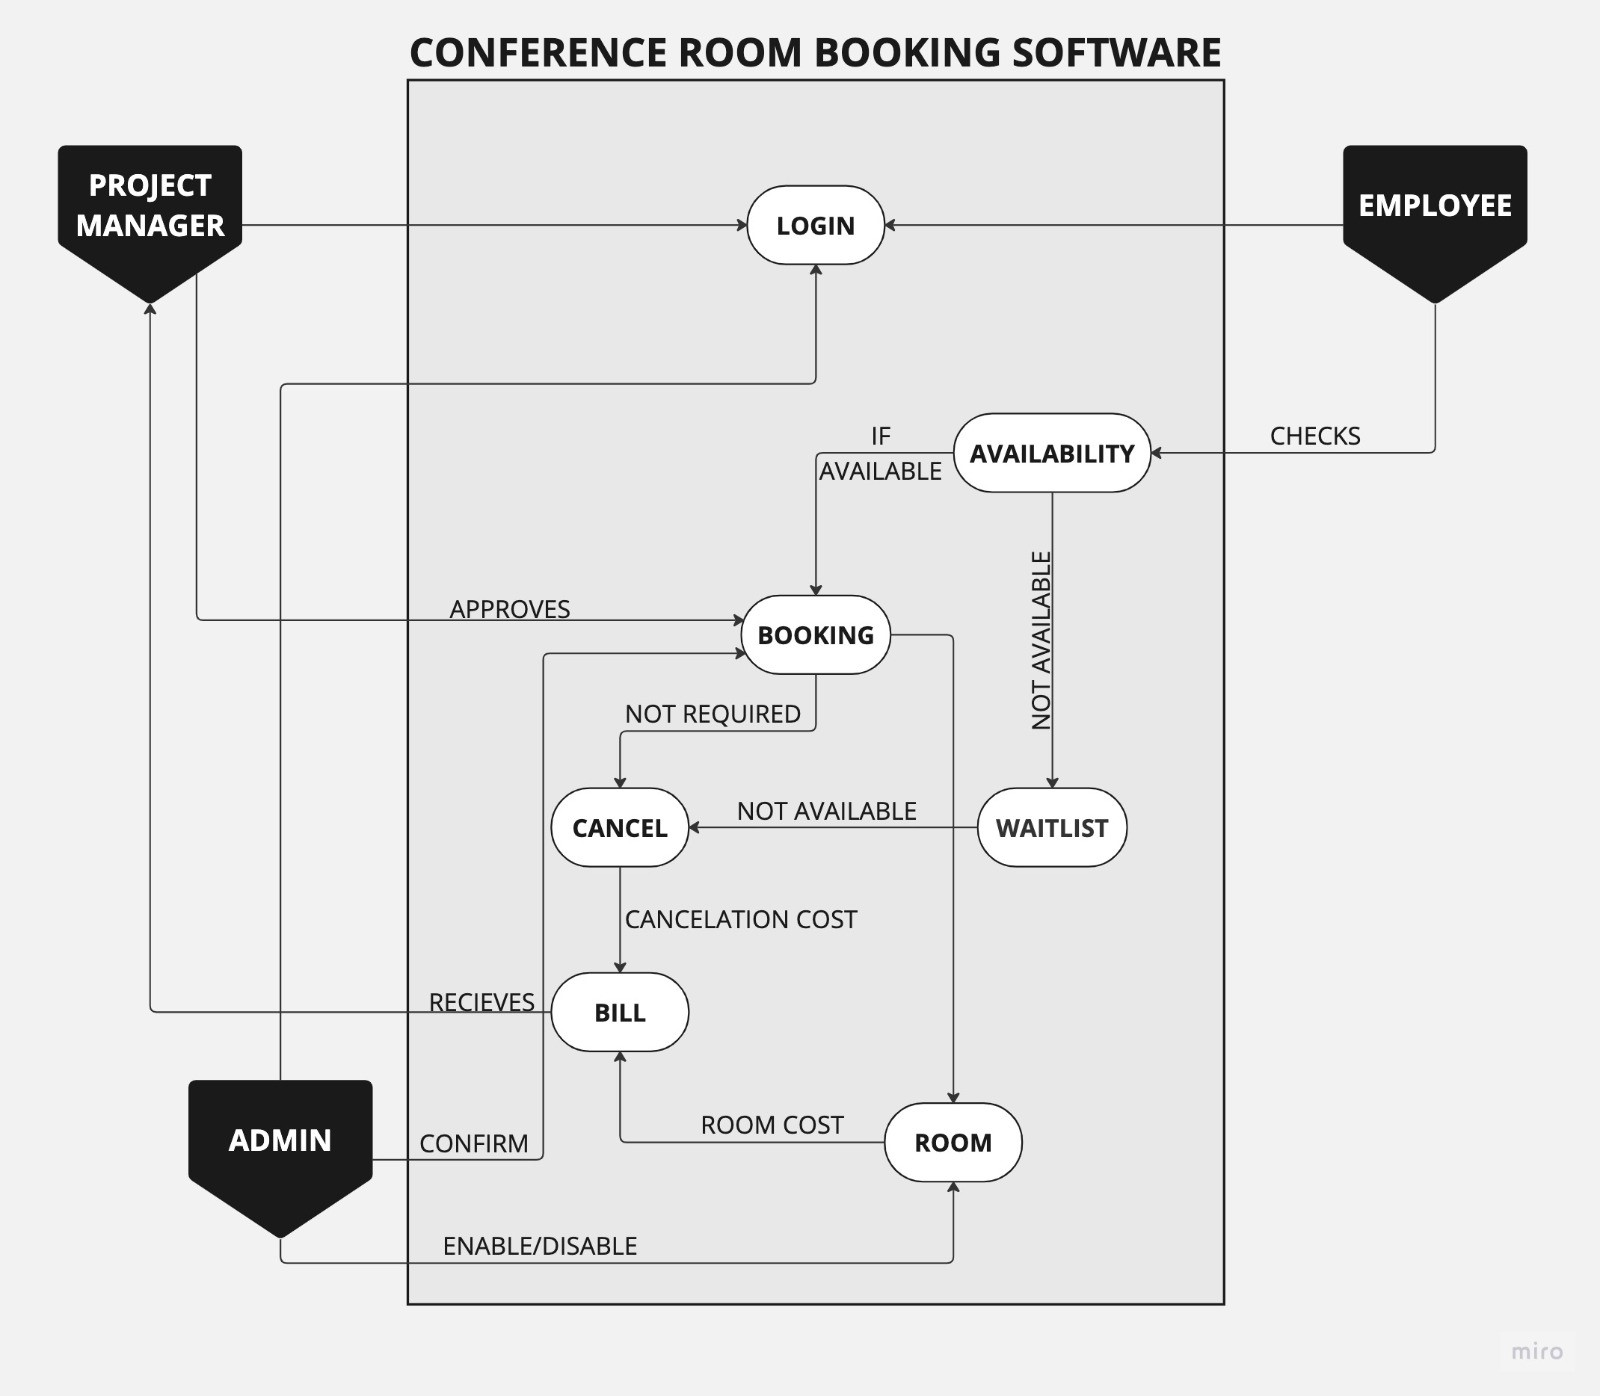 CONFERENCE ROOM BOOKING SOFTWARE
PROJECT
MANAGER
EMPLOYEE
LOGIN
IF
AVAILABLE
AVAILABILITY
CHECKS
NOT AVAILABLE
APPROVES
BOOKING
NOT REQUIRED
CANCEL
NOT AVAILABLE
WAITLIST
CANCELATION COST
RECIEVES
BILL
ADMIN
CONFIRM
ROOM COST
ROOM
ENABLE/DISABLE
miro